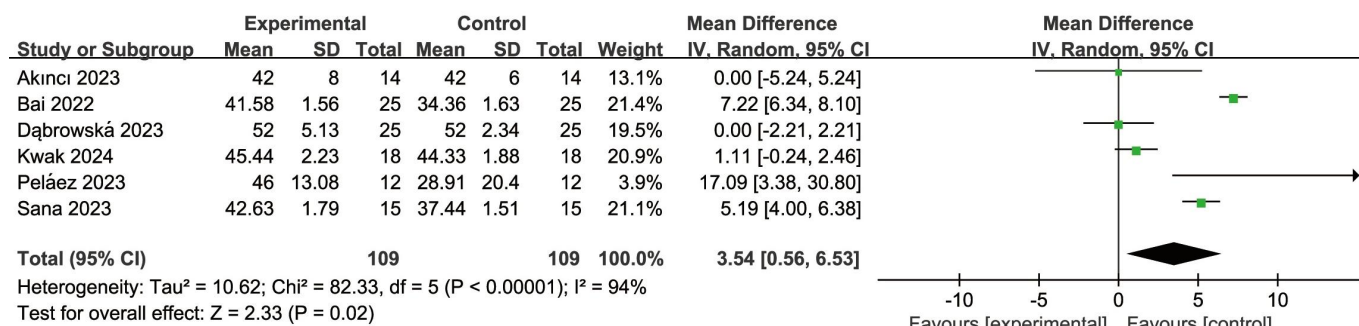 Experimental Control Mean Difference Mean Difference
Study or Subgroup Mean SD Total Mean SD Total Weight IV, Random, 95% CI IV, Random, 95% CI
Akıncı 2023 42 8 14 42 6 14 13.1% 0.00 [-5.24, 5.24]
Bai 2022 41.58 1.56 25 34.36 1.63 25 21.4% 7.22 [6.34, 8.10]
Dąbrowská 2023 52 5.13 25 52 2.34 25 19.5% 0.00 [-2.21, 2.21]
Kwak 2024 45.44 2.23 18 44.33 1.88 18 20.9% 1.11 [-0.24, 2.46]
Peláez 2023 46 13.08 12 28.91 20.4 12 3.9% 17.09 [3.38, 30.80]
Sana 2023 42.63 1.79 15 37.44 1.51 15 21.1% 5.19 [4.00, 6.38]
Total (95% CI) 109 109 100.0% 3.54 [0.56, 6.53]
Heterogeneity: Tau² = 10.62; Chi² = 82.33, df = 5 (P < 0.00001); I² = 94%
Test for overall effect: Z = 2.33 (P = 0.02)
-10 -5 0 5 10
Favours [experimental] Favours [control]